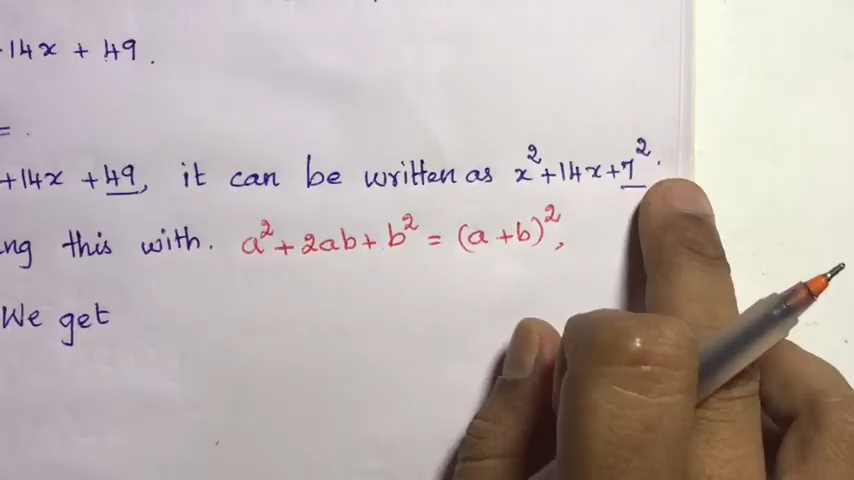 14x + 49.
= .
+14x + 49, it can be written as x² + 14x + 7².
ng this with. a² + 2ab + b² = (a + b)²,
We get